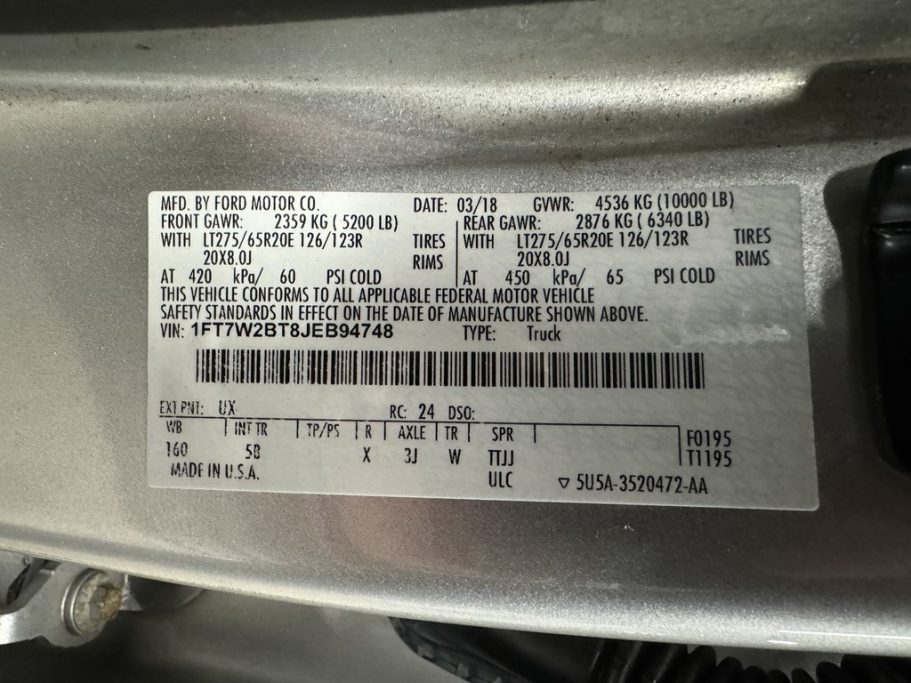 MFD. BY FORD MOTOR CO. DATE: 03/18 GVWR: 4536 KG (10000 LB)
FRONT GAWR: 2359 KG ( 5200 LB) REAR GAWR: 2876 KG ( 6340 LB)
WITH LT275/65R20E 126/123R TIRES WITH LT275/65R20E 126/123R TIRES
20X8.0J RIMS 20X8.0J RIMS
AT 420 kPa/ 60 PSI COLD AT 450 kPa/ 65 PSI COLD
THIS VEHICLE CONFORMS TO ALL APPLICABLE FEDERAL MOTOR VEHICLE
SAFETY STANDARDS IN EFFECT ON THE DATE OF MANUFACTURE SHOWN ABOVE.
VIN: 1FT7W2BT8JEB94748 TYPE: Truck
EXT PNT: UX RC: 24 DSO:
WB INT TR TP/PS R AXLE TR SPR F0195
160 5B X 3J W TTJJ T1195
MADE IN U.S.A. ULC ▽ 5U5A-3520472-AA